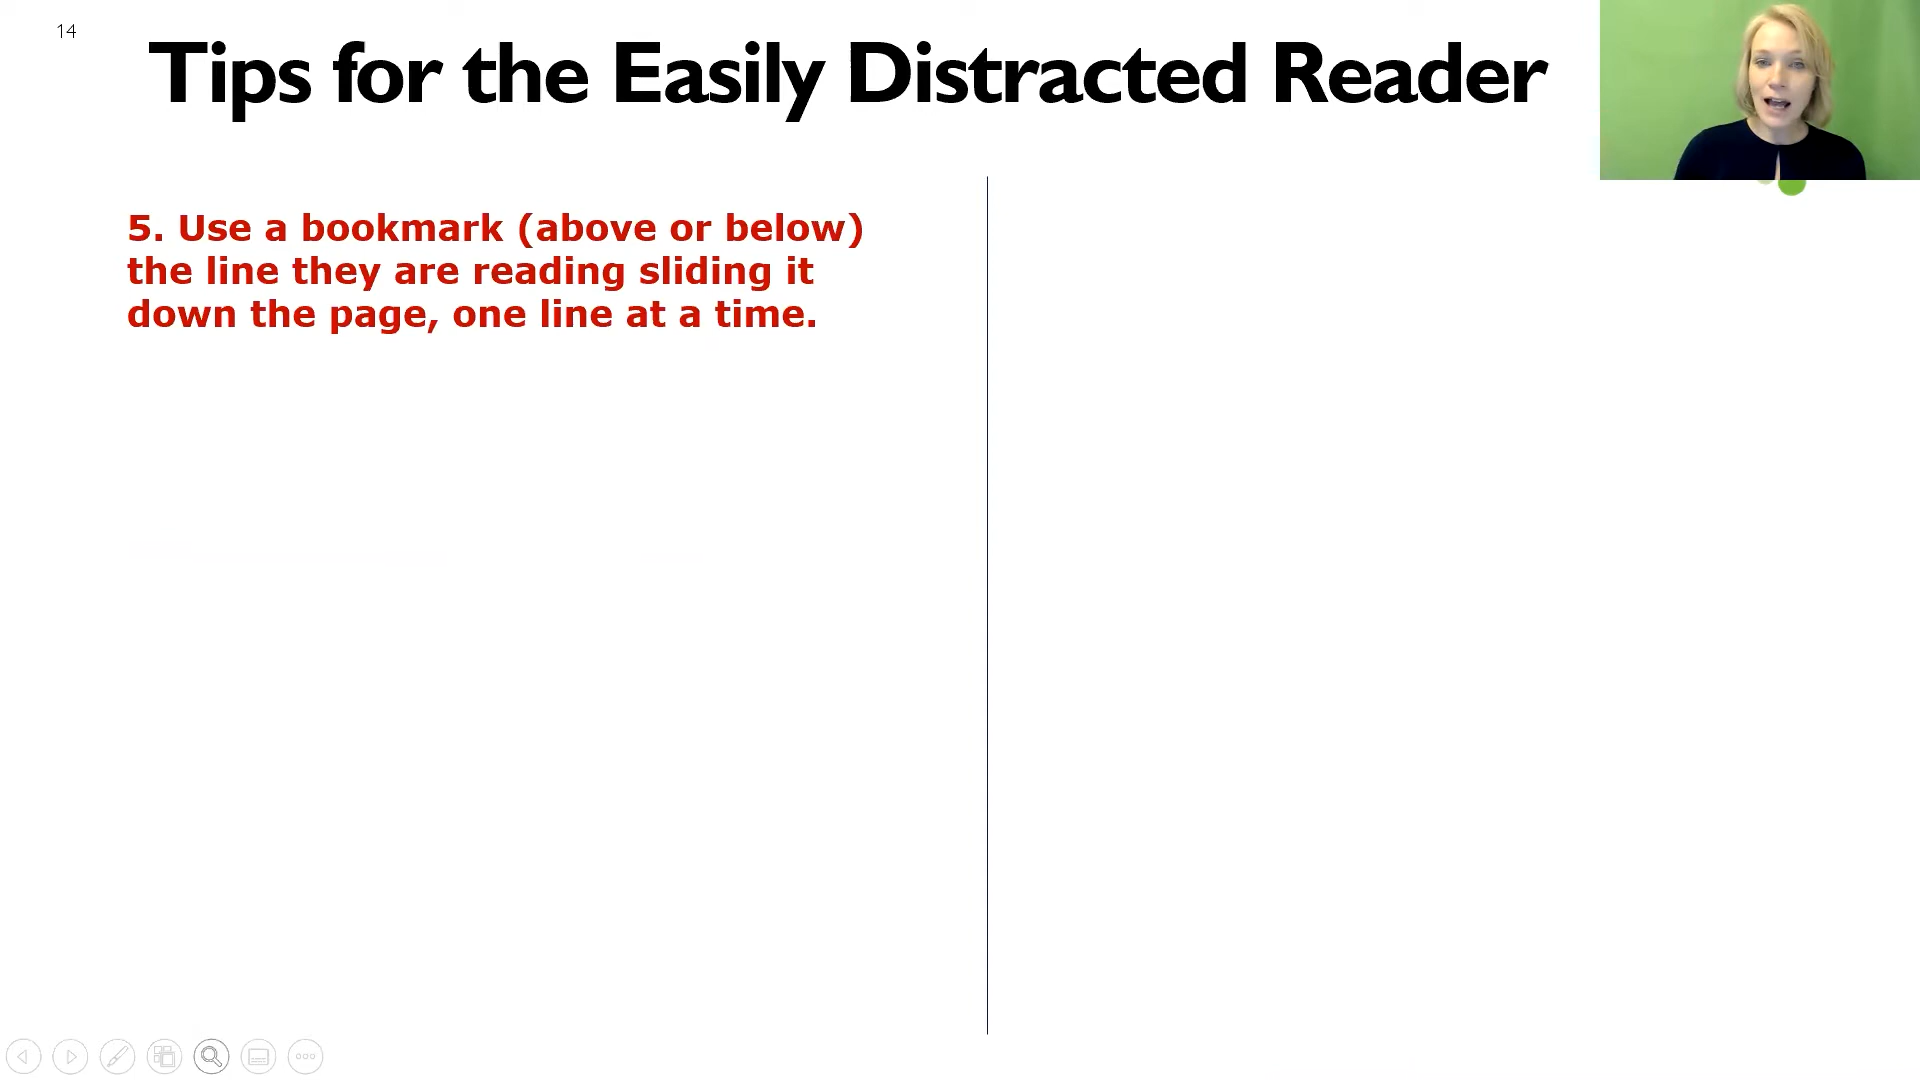 14
Tips for the Easily Distracted Reader
5. Use a bookmark (above or below)
the line they are reading sliding it
down the page, one line at a time.